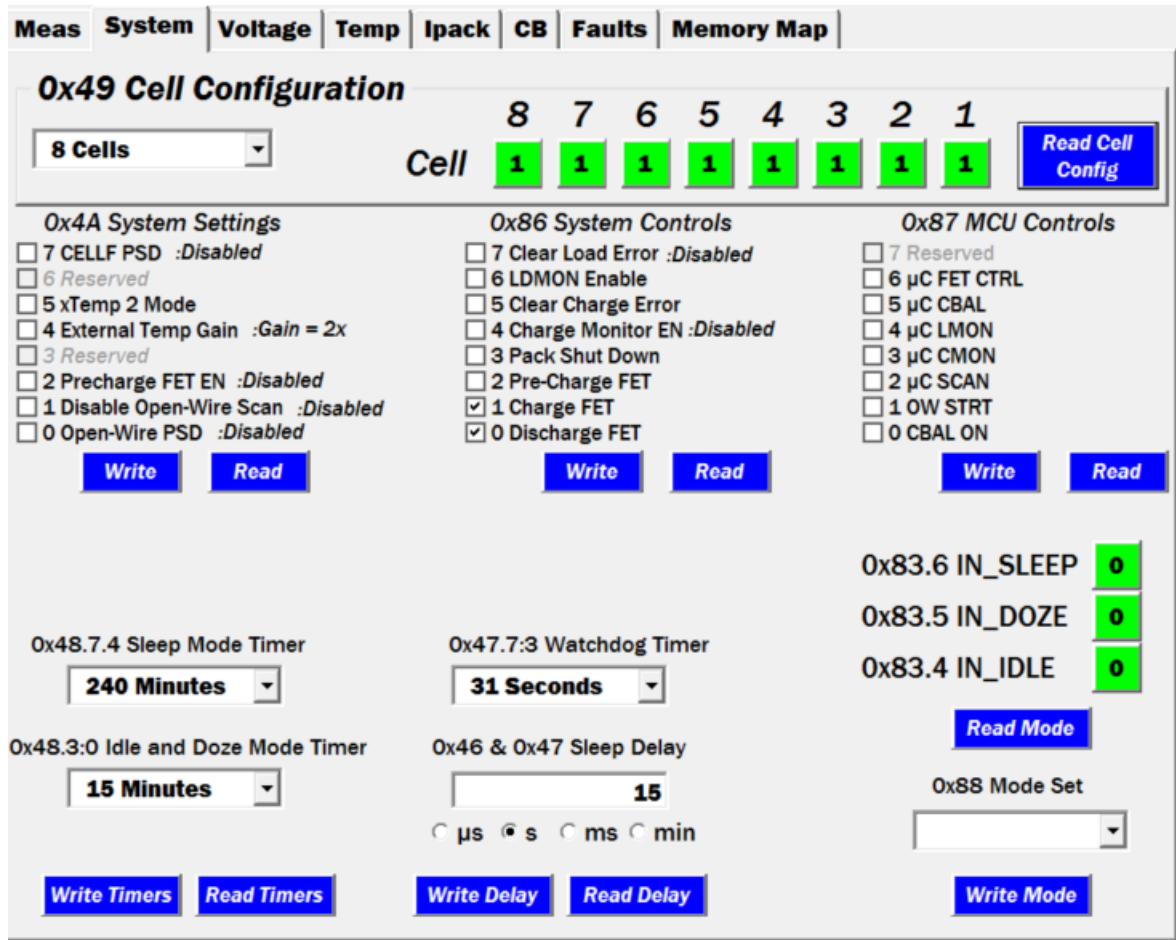 Meas System Voltage Temp Ipack CB Faults Memory Map
0x49 Cell Configuration
8 Cells
8 7 6 5 4 3 2 1
Cell 1 1 1 1 1 1 1 1
Read Cell Config
0x4A System Settings
7 CELLF PSD :Disabled
6 Reserved
5 xTemp 2 Mode
4 External Temp Gain :Gain = 2x
3 Reserved
2 Precharge FET EN :Disabled
1 Disable Open-Wire Scan :Disabled
0 Open-Wire PSD :Disabled
Write Read
0x86 System Controls
7 Clear Load Error :Disabled
6 LDMON Enable
5 Clear Charge Error
4 Charge Monitor EN :Disabled
3 Pack Shut Down
2 Pre-Charge FET
1 Charge FET
0 Discharge FET
Write Read
0x87 MCU Controls
7 Reserved
6 µC FET CTRL
5 µC CBAL
4 µC LMON
3 µC CMON
2 µC SCAN
1 OW STRT
0 CBAL ON
Write Read
0x83.6 IN_SLEEP 0
0x83.5 IN_DOZE 0
0x83.4 IN_IDLE 0
Read Mode
0x48.7.4 Sleep Mode Timer
240 Minutes
0x47.7:3 Watchdog Timer
31 Seconds
0x48.3:0 Idle and Doze Mode Timer
15 Minutes
0x46 & 0x47 Sleep Delay
15
µs s ms min
0x88 Mode Set
Write Timers Read Timers
Write Delay Read Delay
Write Mode